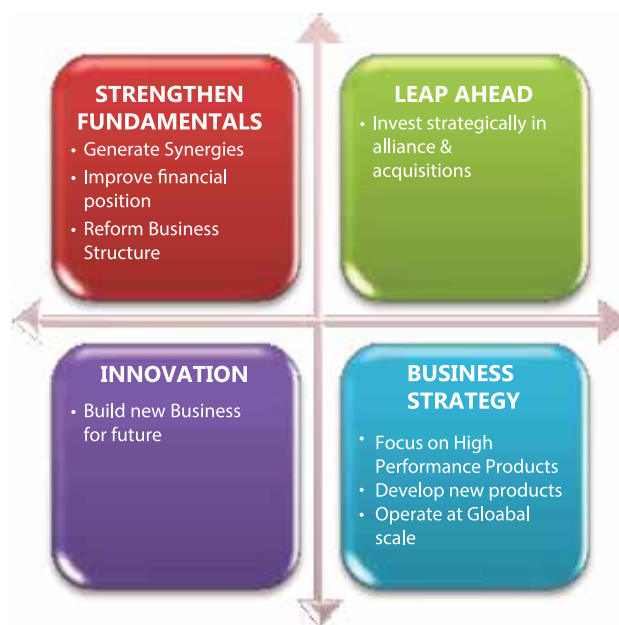 STRENGTHEN
FUNDAMENTALS
• Generate Synergies
• Improve financial
position
• Reform Business
Structure
LEAP AHEAD
• Invest strategically in
alliance &
acquisitions
INNOVATION
• Build new Business
for future
BUSINESS
STRATEGY
• Focus on High
Performance Products
• Develop new products
• Operate at Gloabal
scale